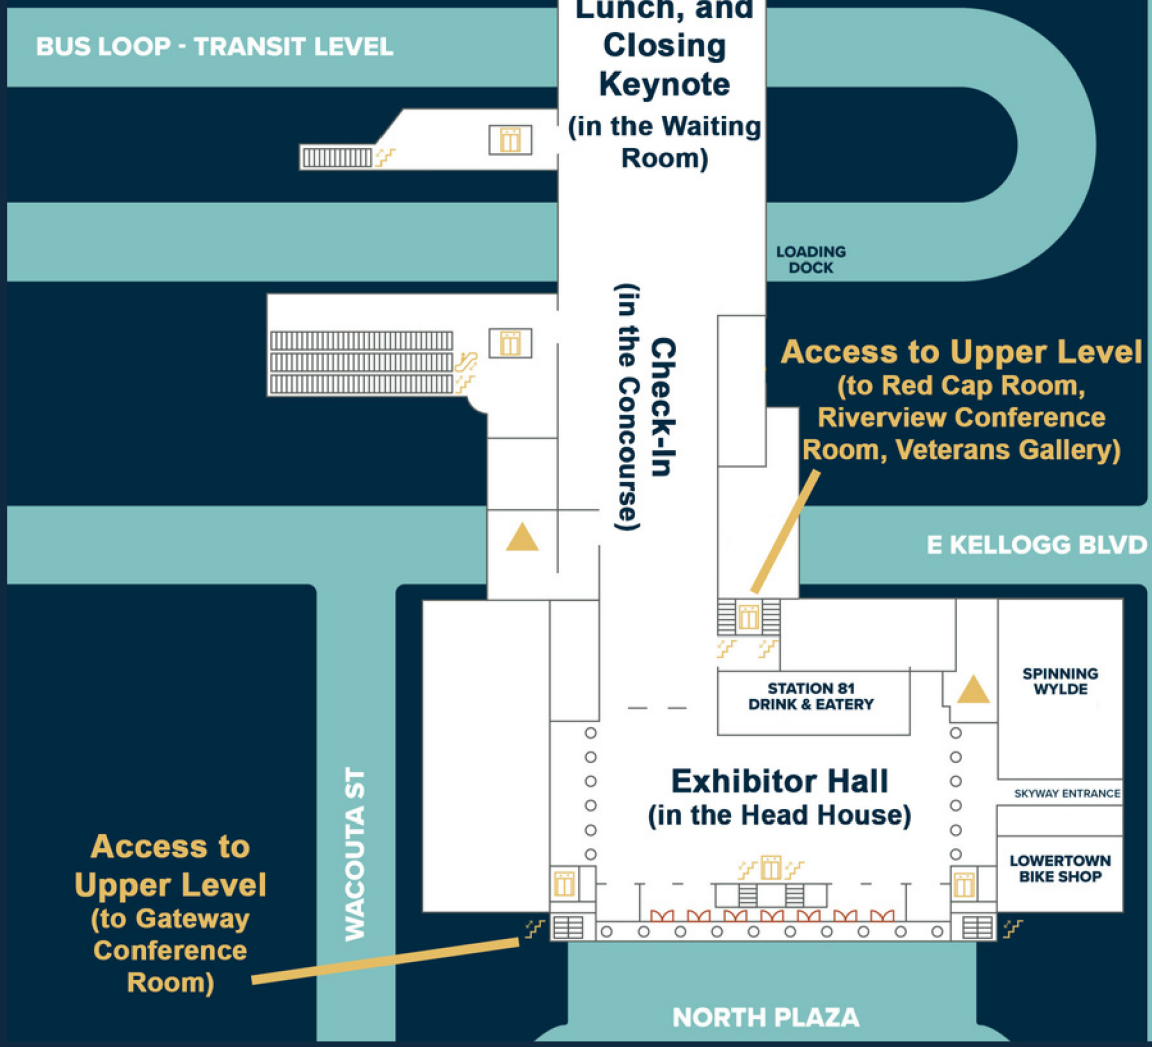 Lunch, and
Closing
Keynote
(in the Waiting
Room)
BUS LOOP - TRANSIT LEVEL
LOADING
DOCK
Check-In
(in the Concourse)
Access to Upper Level
(to Red Cap Room,
Riverview Conference
Room, Veterans Gallery)
E KELLOGG BLVD
STATION 81
DRINK & EATERY
SPINNING
WYLDE
Exhibitor Hall
(in the Head House)
SKYWAY ENTRANCE
LOWERTOWN
BIKE SHOP
WACOUTA ST
Access to
Upper Level
(to Gateway
Conference
Room)
NORTH PLAZA